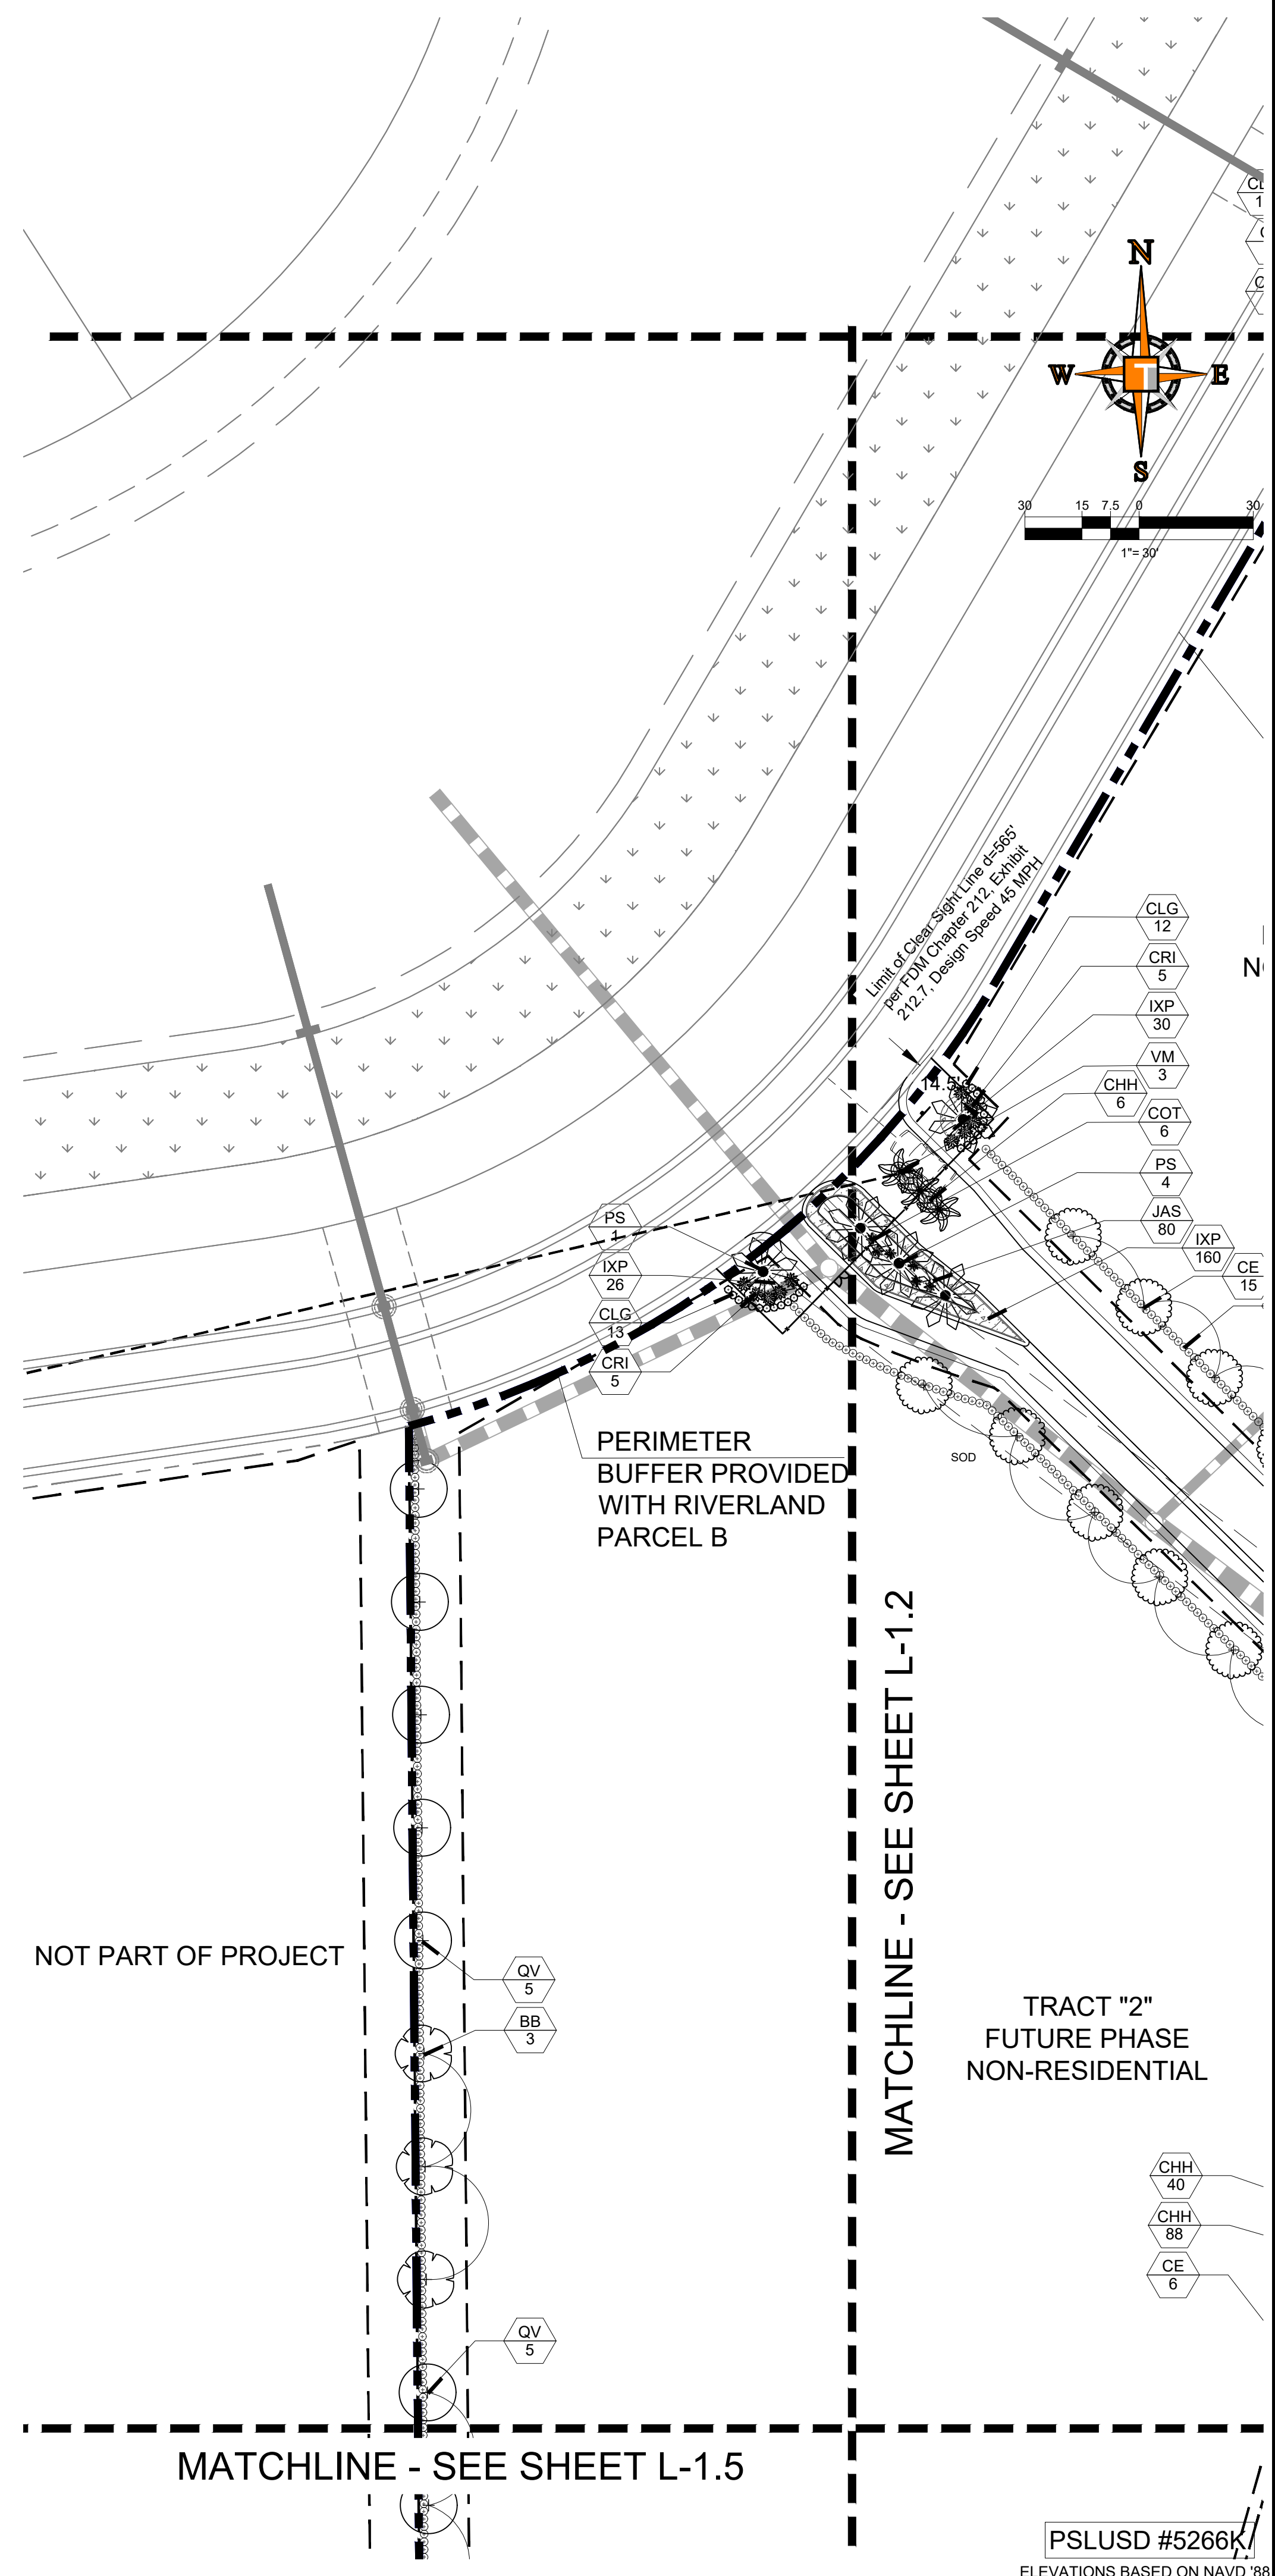 N
W
T
E
S
30 15 7.5 0 30
1"= 30'
Limit of Clear Sight Line d=565'
per FDM Chapter 212, Exhibit
212.7, Design Speed 45 MPH
14.5'
CLG
12
CRI
5
IXP
30
VM
3
CHH
6
COT
6
PS
4
JAS
80
IXP
160
CE
15
PS
1
IXP
26
CLG
13
CRI
5
PERIMETER
BUFFER PROVIDED
WITH RIVERLAND
PARCEL B
SOD
MATCHLINE - SEE SHEET L-1.2
NOT PART OF PROJECT
QV
5
BB
3
TRACT "2"
FUTURE PHASE
NON-RESIDENTIAL
CHH
40
CHH
88
CE
6
QV
5
MATCHLINE - SEE SHEET L-1.5
PSLUSD #5266K
ELEVATIONS BASED ON NAVD '88